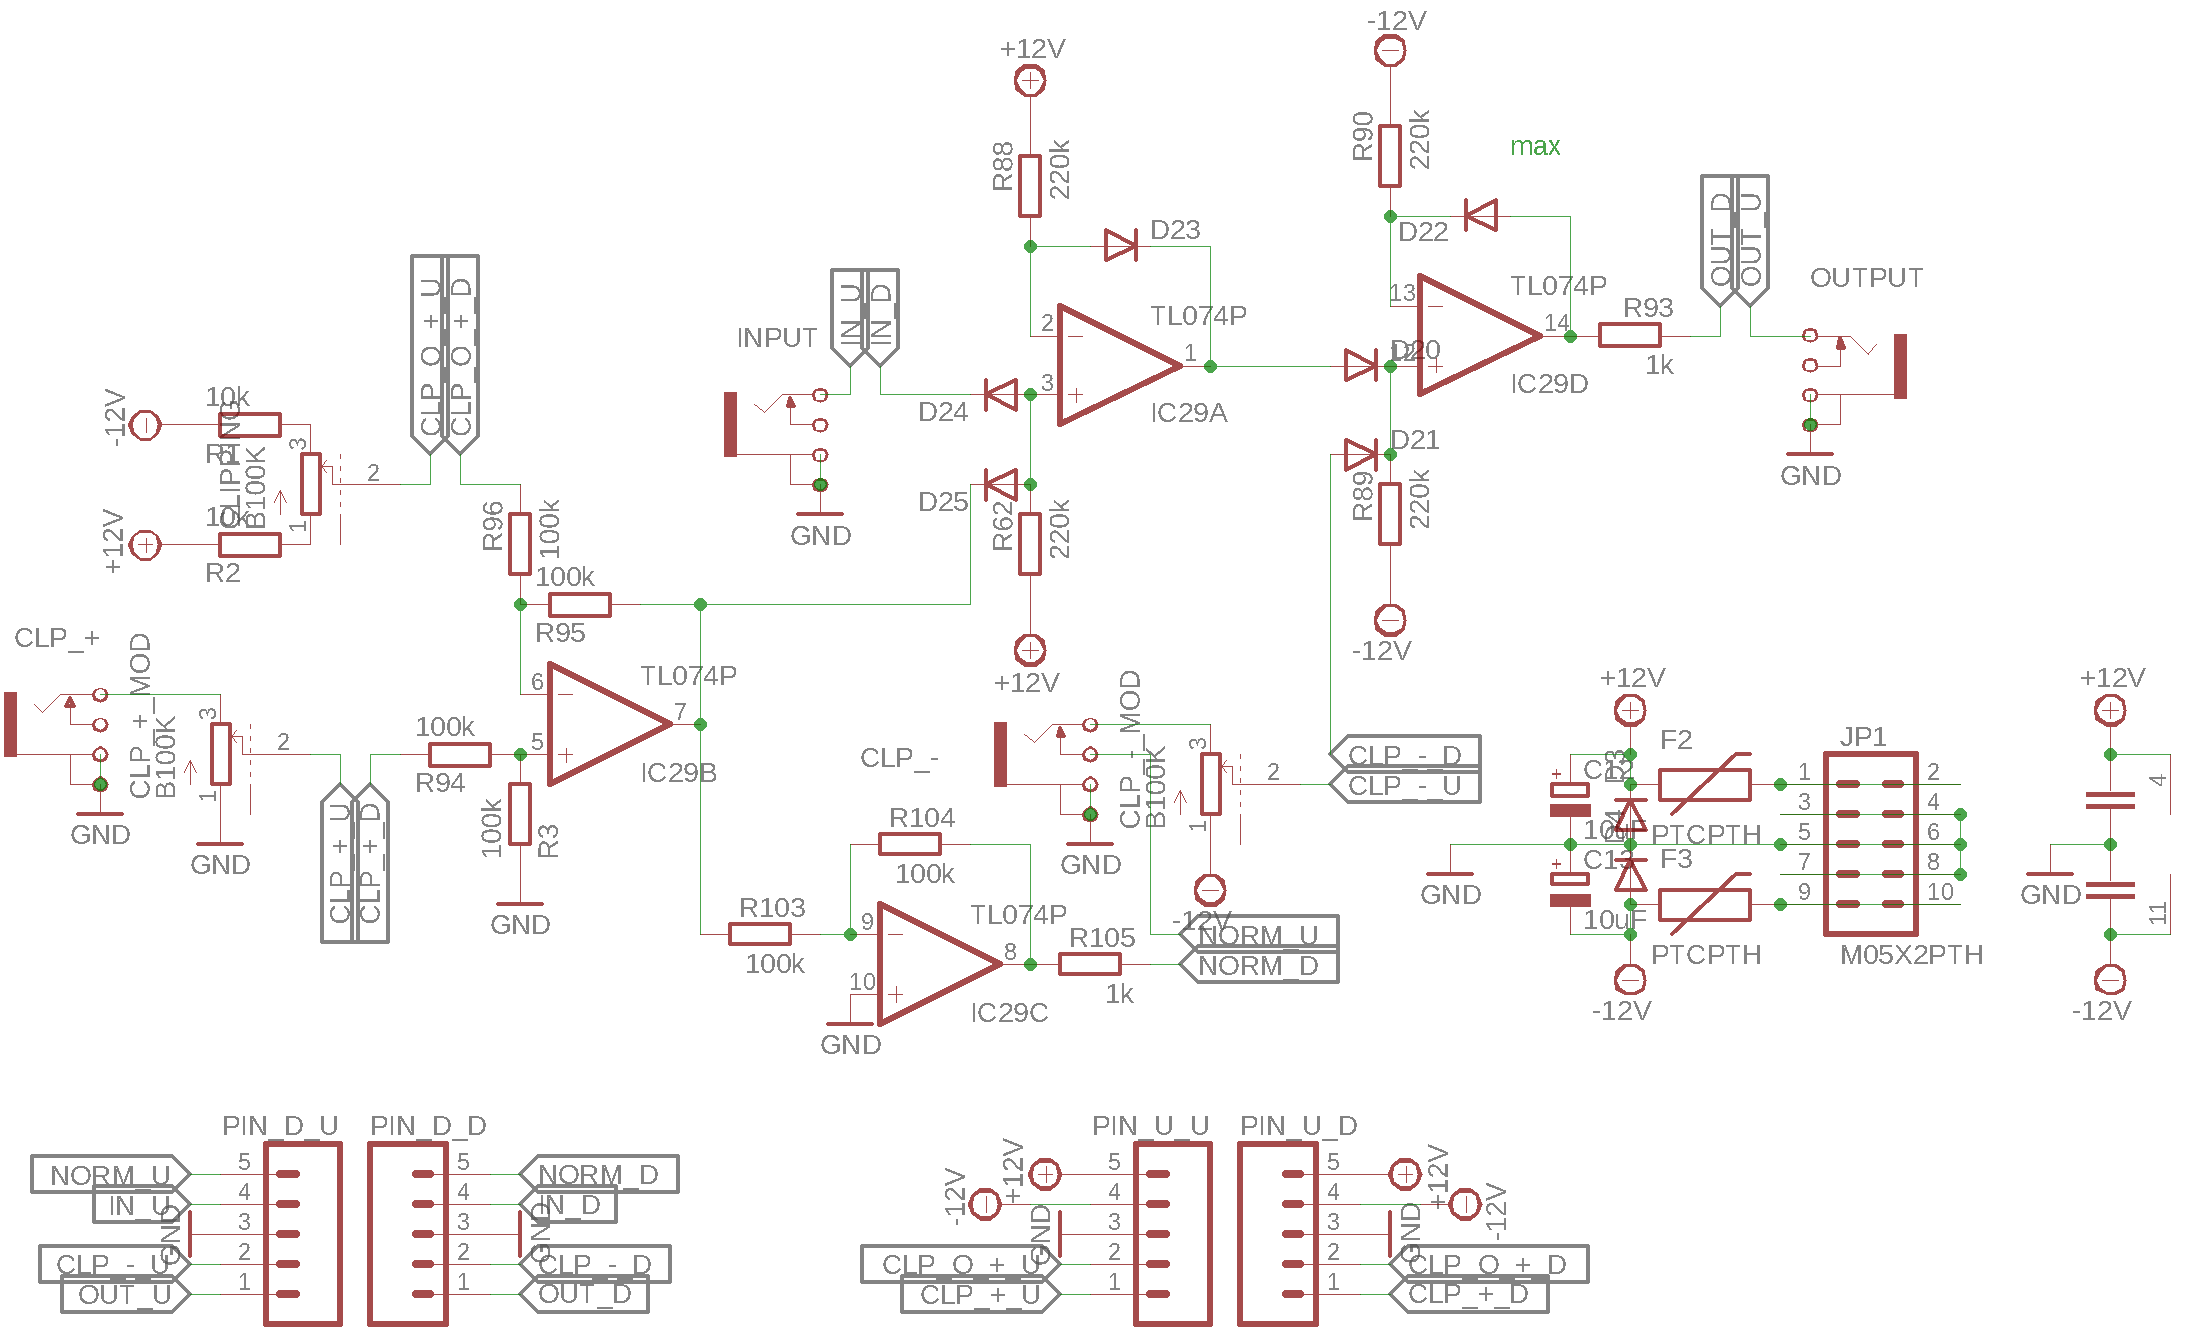 -12V
+12V
R90
220k
max
R88
220k
D23
D22
OUT_D
OUT_U
OUTPUT
CLP_O_+_U
CLP_O_+_D
IN_U
IN_D
INPUT
TL074P
2
3
1
IC29A
TL074P
13
14
D20
IC29D
R93
1k
GND
-12V
10k
R1
CLIPPING
B100K
3
2
1
+12V
10k
R2
D24
D25
GND
R62
220k
+12V
D21
R89
220k
-12V
R96
100k
100k
R95
CLP_+
CLP_+_MOD
B100K
3
2
1
GND
GND
CLP_+_U
CLP_+_D
100k
R94
6
5
7
TL074P
IC29B
100k
R3
GND
CLP_-
CLP_+_MOD
B100K
3
2
1
GND
-12V
CLP_-_D
CLP_-_U
R104
100k
R103
100k
9
10
8
TL074P
IC29C
GND
R105
1k
NORM_U
NORM_D
+12V
C12
10uF
C13
10uF
D3
D4
F2
PTCPTH
F3
PTCPTH
GND
-12V
JP1
1
2
3
4
5
6
7
8
9
10
M05X2PTH
+12V
4
11
GND
-12V
PIN_D_U
NORM_U
5
IN_U
4
GND
3
CLP_-_U
2
OUT_U
1
PIN_D_D
5
NORM_D
4
IN_D
3
GND
2
CLP_-_D
1
OUT_D
PIN_U_U
+12V
5
-12V
4
GND
3
CLP_O_+_U
2
CLP_+_U
1
PIN_U_D
5
+12V
4
-12V
3
GND
2
CLP_O_+_D
1
CLP_+_D